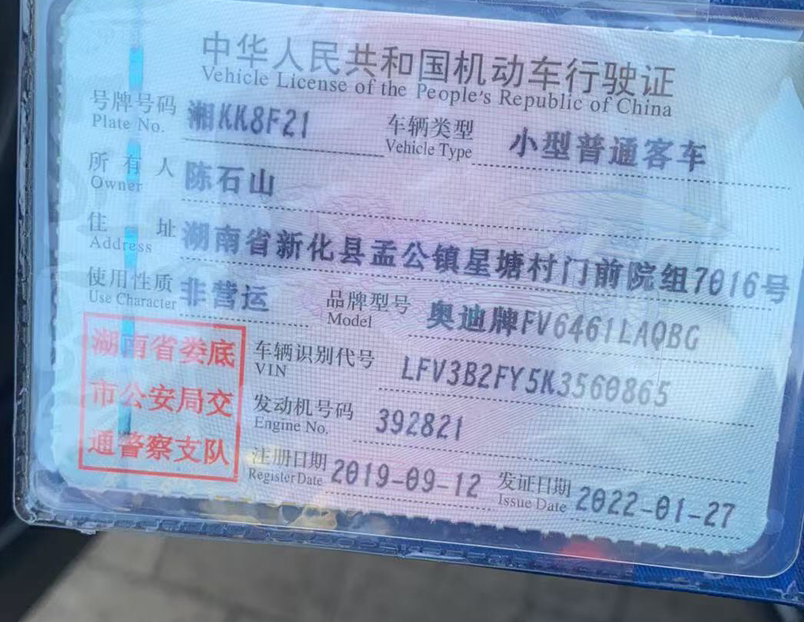 中华人民共和国机动车行驶证
Vehicle License of the People's Republic of China
号牌号码 湘KK8F21 车辆类型 小型普通客车
Plate No. Vehicle Type
所有人 陈石山
Owner
住址 湖南省新化县孟公镇星塘村门前院组7016号
Address
使用性质 非营运 品牌型号 奥迪牌FV6461LAQBG
Use Character Model
湖南省娄底
市公安局交
通警察支队
车辆识别代号 LFV3B2FY5K3560865
VIN
发动机号码 392821
Engine No.
注册日期 2019-09-12 发证日期 2022-01-27
Register Date Issue Date